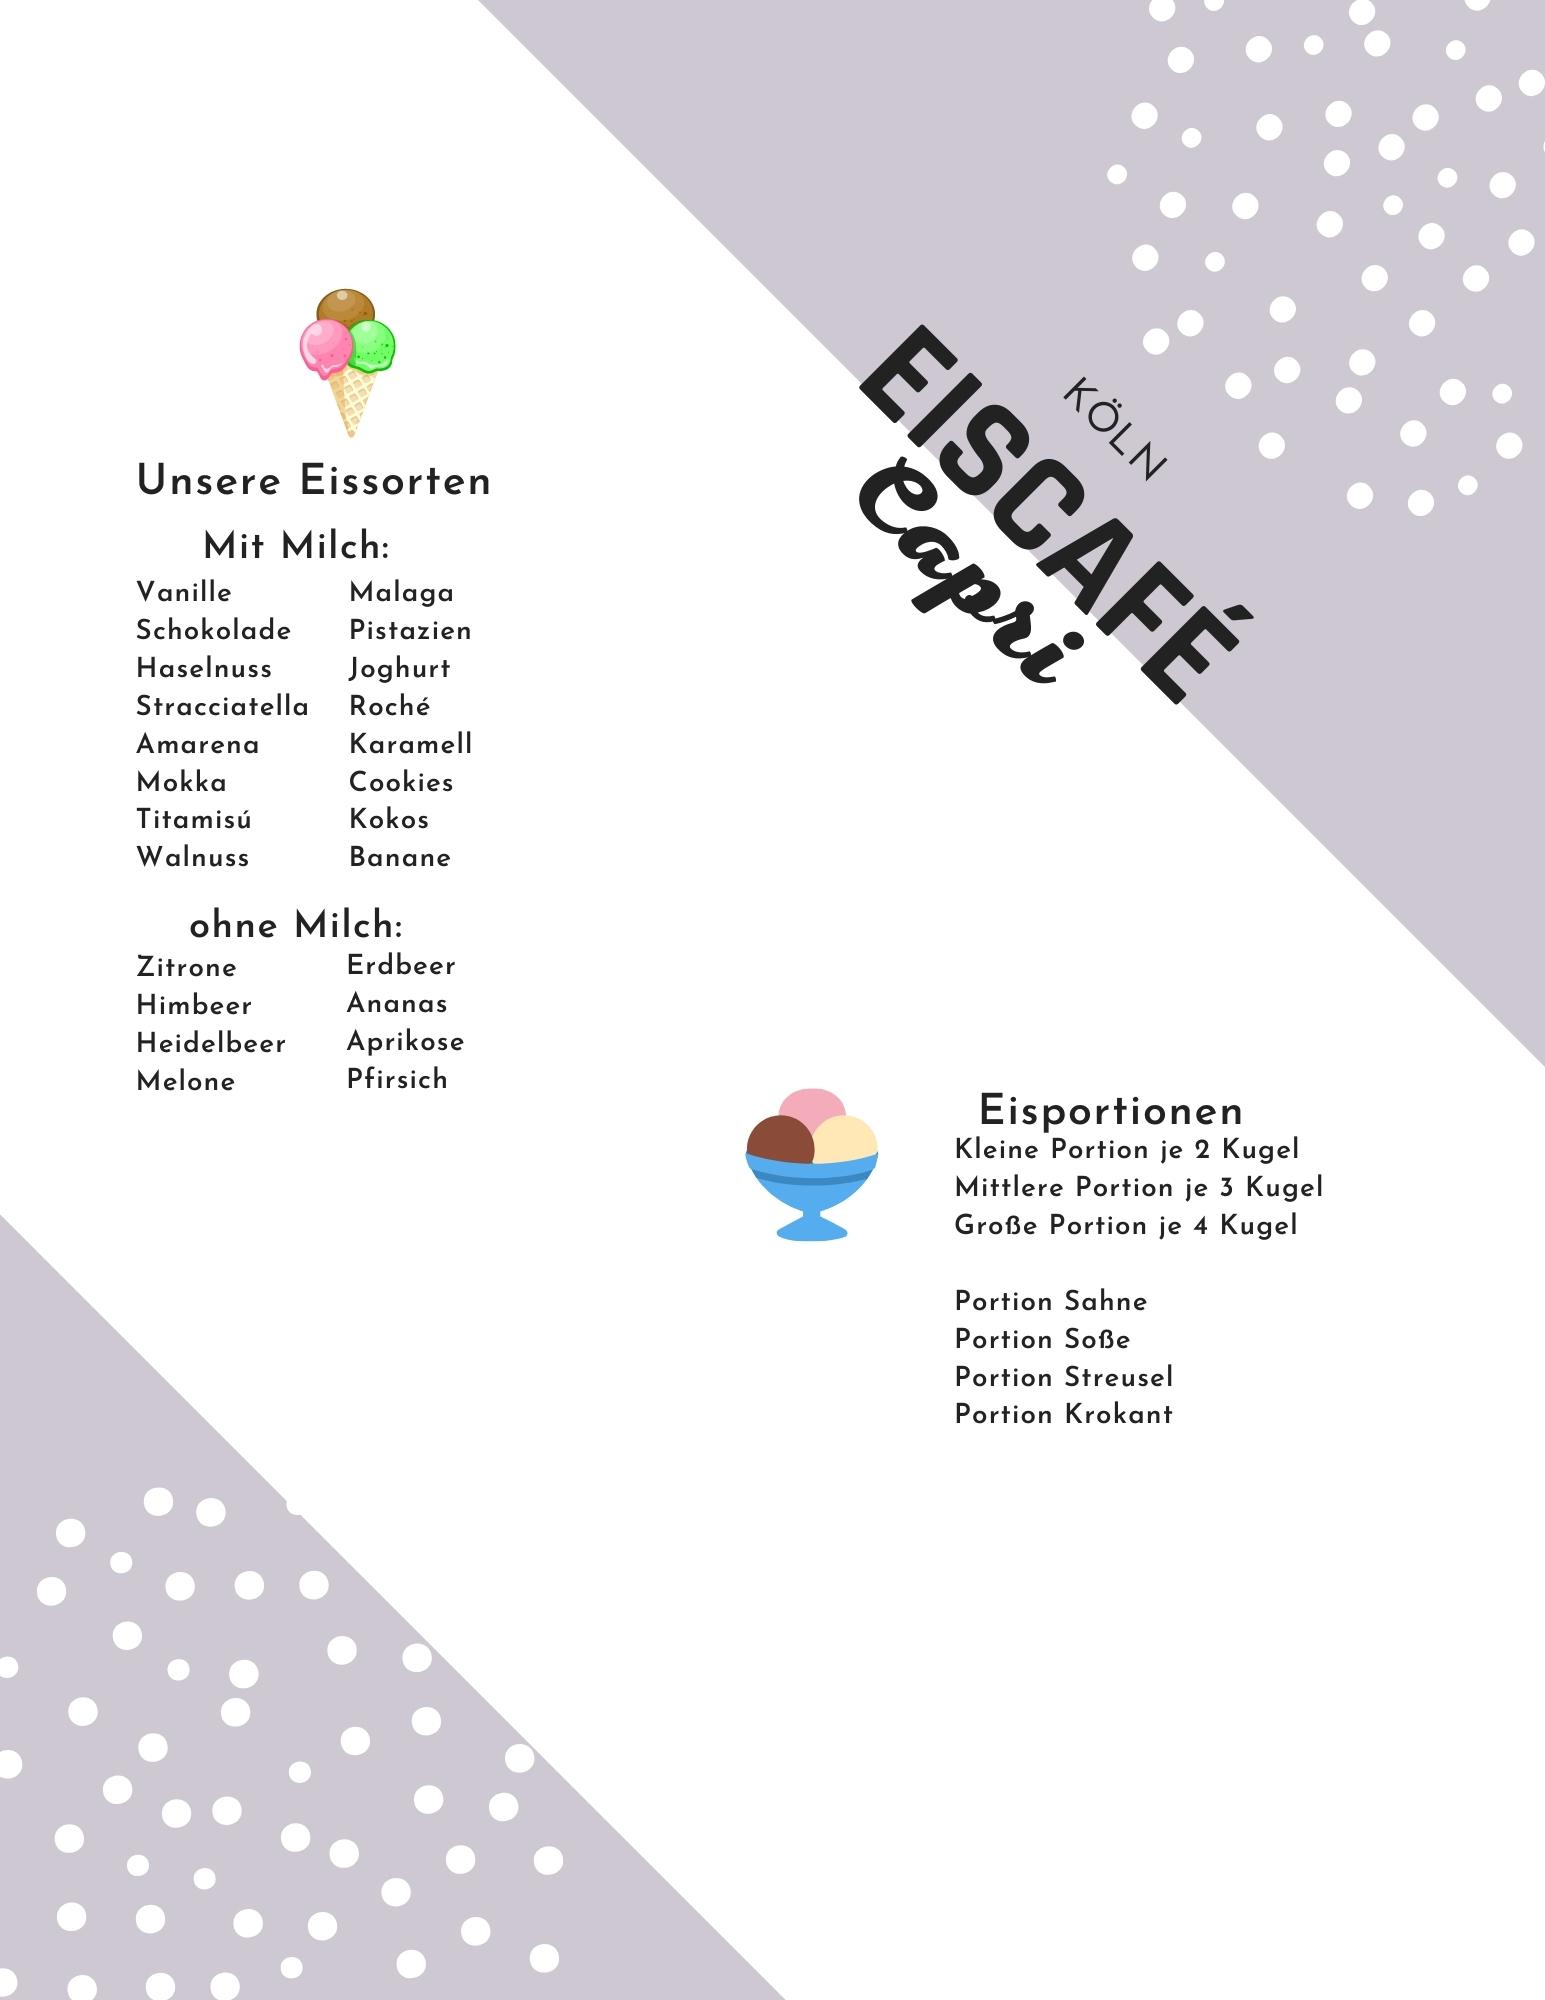 KÖLN
EISCAFÉ
Capri
Unsere Eissorten
Mit Milch:
Vanille
Schokolade
Haselnuss
Stracciatella
Amarena
Mokka
Titamisú
Walnuss
Malaga
Pistazien
Joghurt
Roché
Karamell
Cookies
Kokos
Banane
ohne Milch:
Zitrone
Himbeer
Heidelbeer
Melone
Erdbeer
Ananas
Aprikose
Pfirsich
Eisportionen
Kleine Portion je 2 Kugel
Mittlere Portion je 3 Kugel
Große Portion je 4 Kugel
Portion Sahne
Portion Soße
Portion Streusel
Portion Krokant